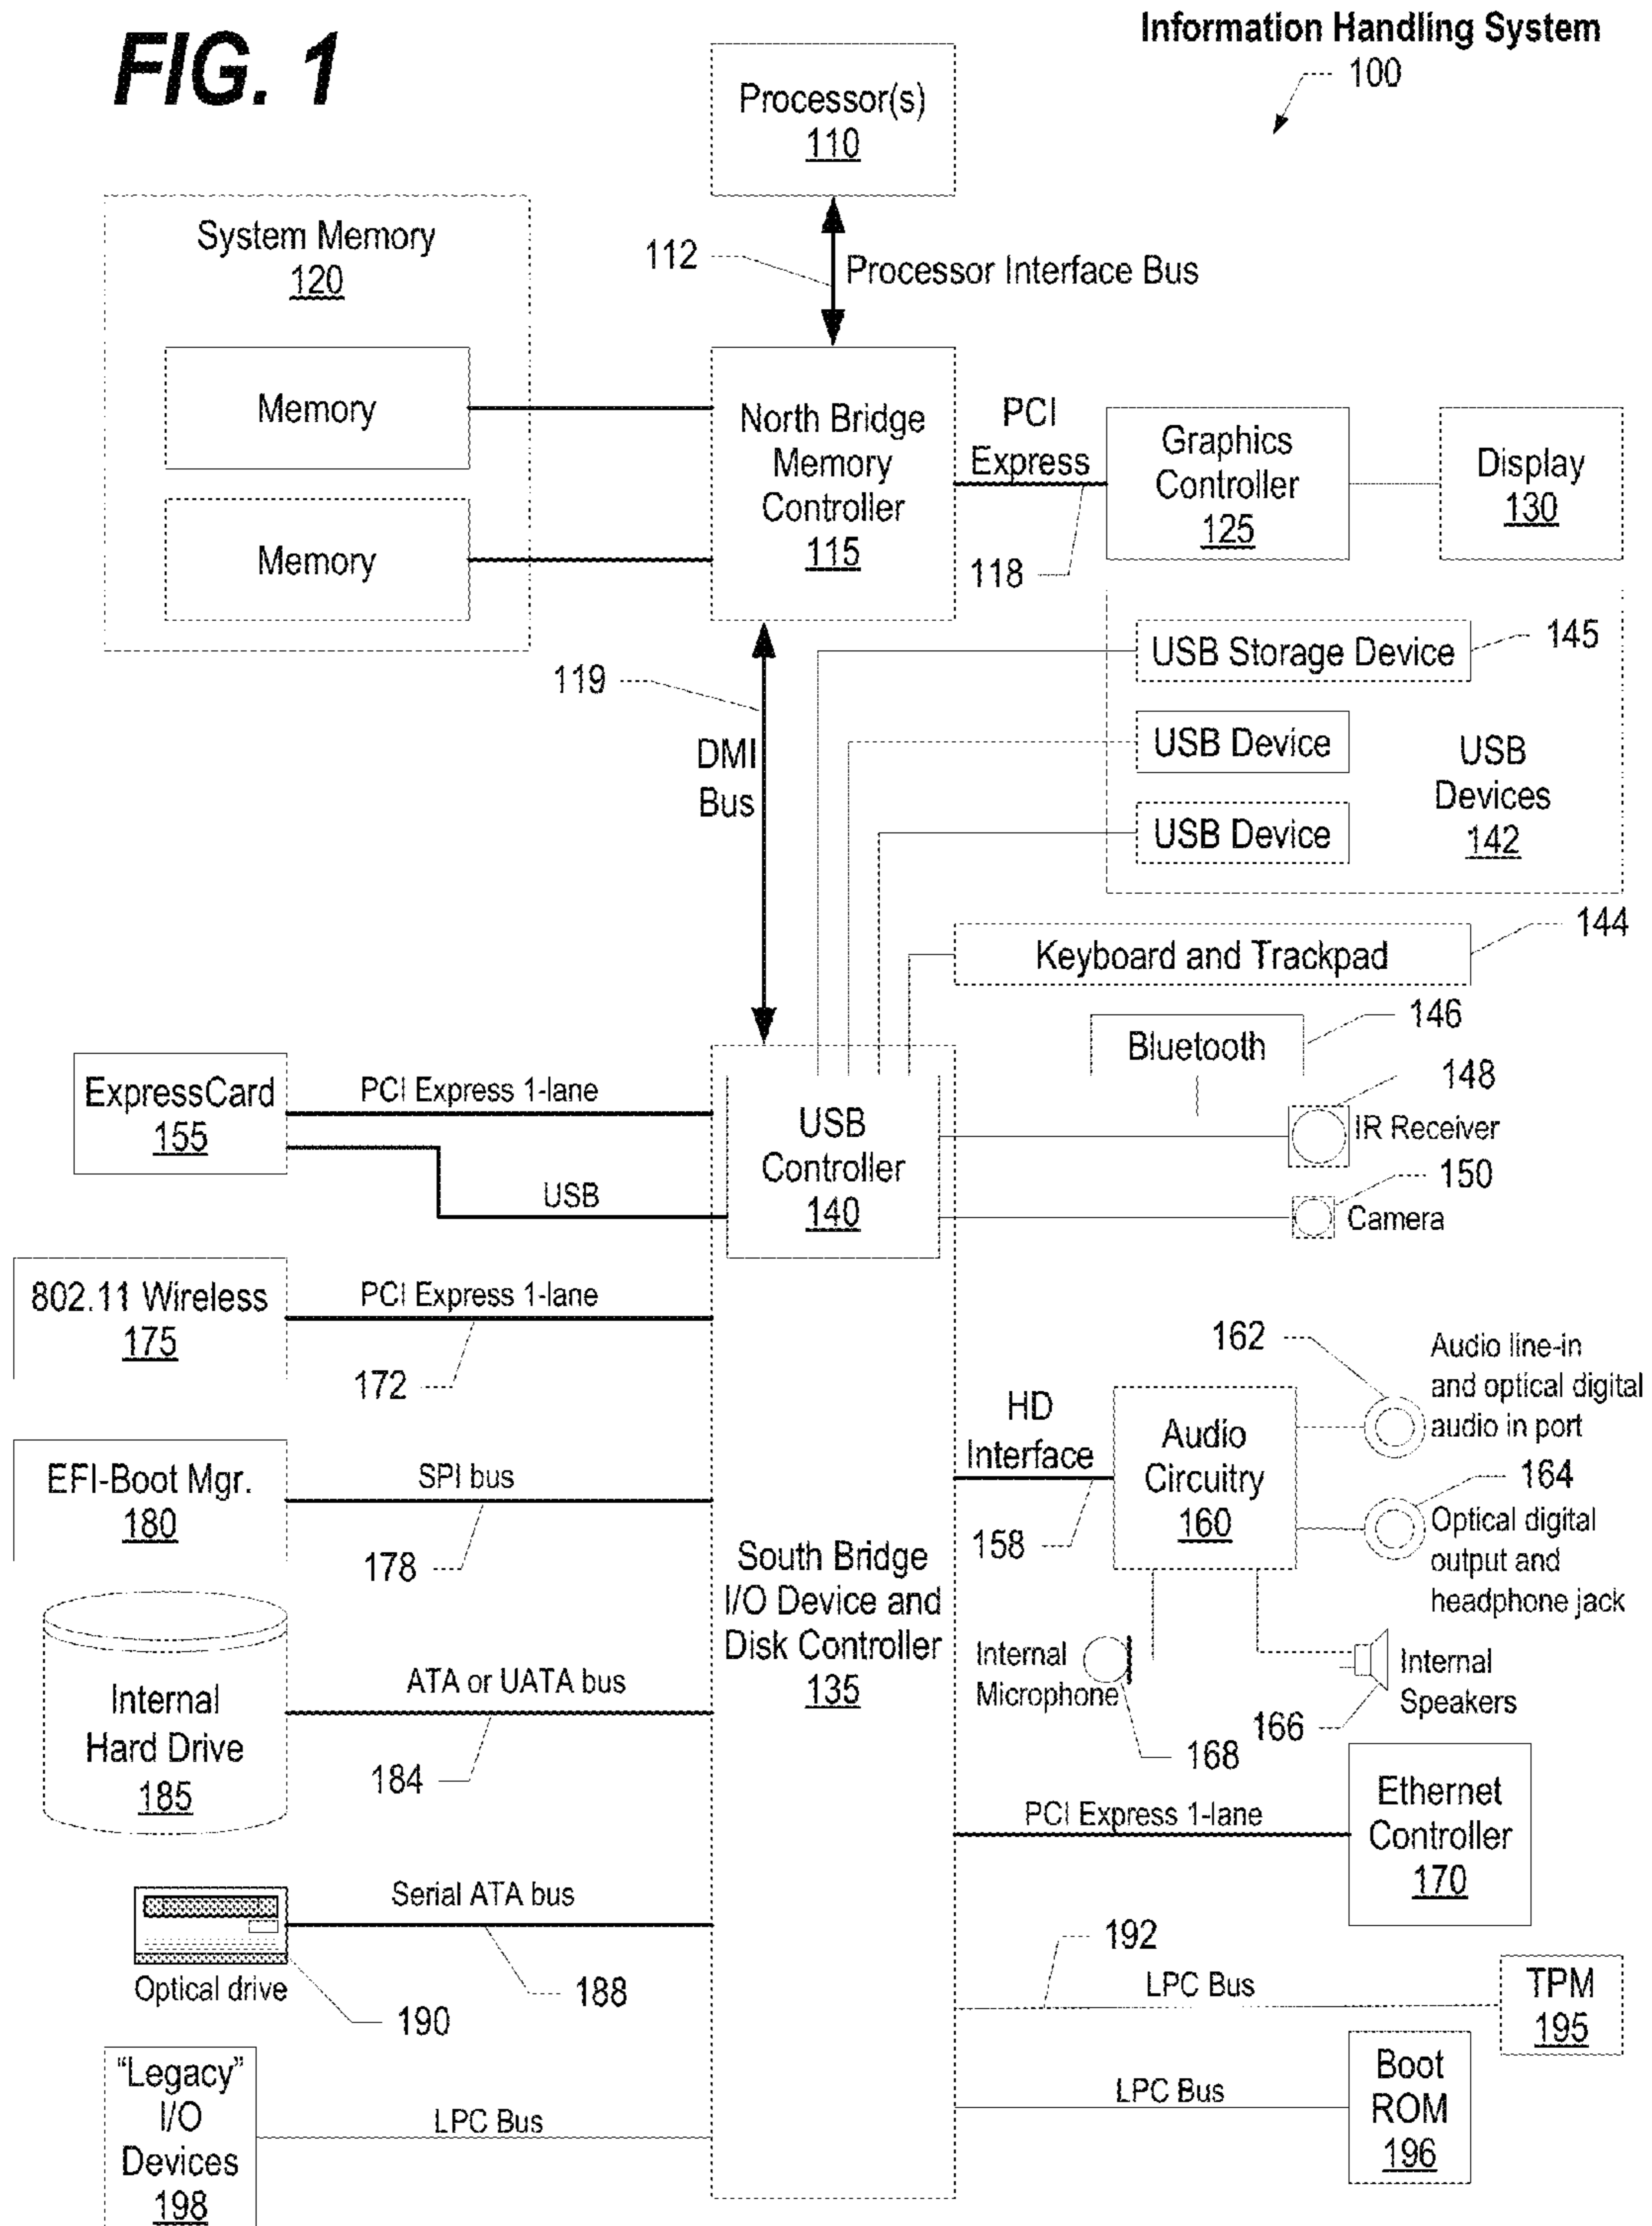 FIG. 1
Information Handling System
100
Processor(s)
110
System Memory
120
112
Processor Interface Bus
Memory
Memory
North Bridge
Memory
Controller
115
PCI
Express
118
Graphics
Controller
125
Display
130
119
DMI
Bus
USB Storage Device
145
USB Device
USB Device
USB
Devices
142
Keyboard and Trackpad
144
Bluetooth
146
148
IR Receiver
150
Camera
ExpressCard
155
PCI Express 1-lane
USB
USB
Controller
140
802.11 Wireless
175
PCI Express 1-lane
172
162
Audio line-in
and optical digital
audio in port
HD
Interface
158
Audio
Circuitry
160
164
Optical digital
output and
headphone jack
EFI-Boot Mgr.
180
SPI bus
178
South Bridge
I/O Device and
Disk Controller
135
Internal
Microphone
168
166
Internal
Speakers
Internal
Hard Drive
185
ATA or UATA bus
184
PCI Express 1-lane
Ethernet
Controller
170
Serial ATA bus
188
Optical drive
190
192
LPC Bus
TPM
195
"Legacy"
I/O
Devices
198
LPC Bus
LPC Bus
Boot
ROM
196